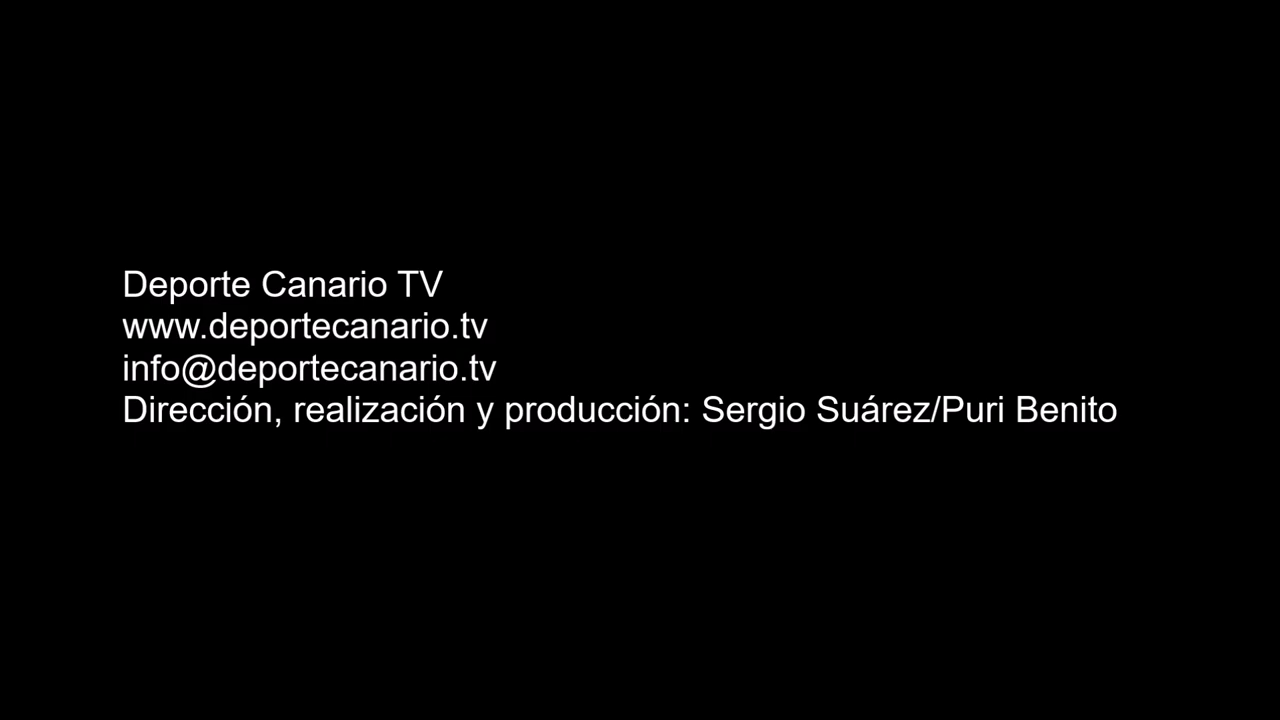 Deporte Canario TV
www.deportecanario.tv
info@deportecanario.tv
Dirección, realización y producción: Sergio Suárez/Puri Benito